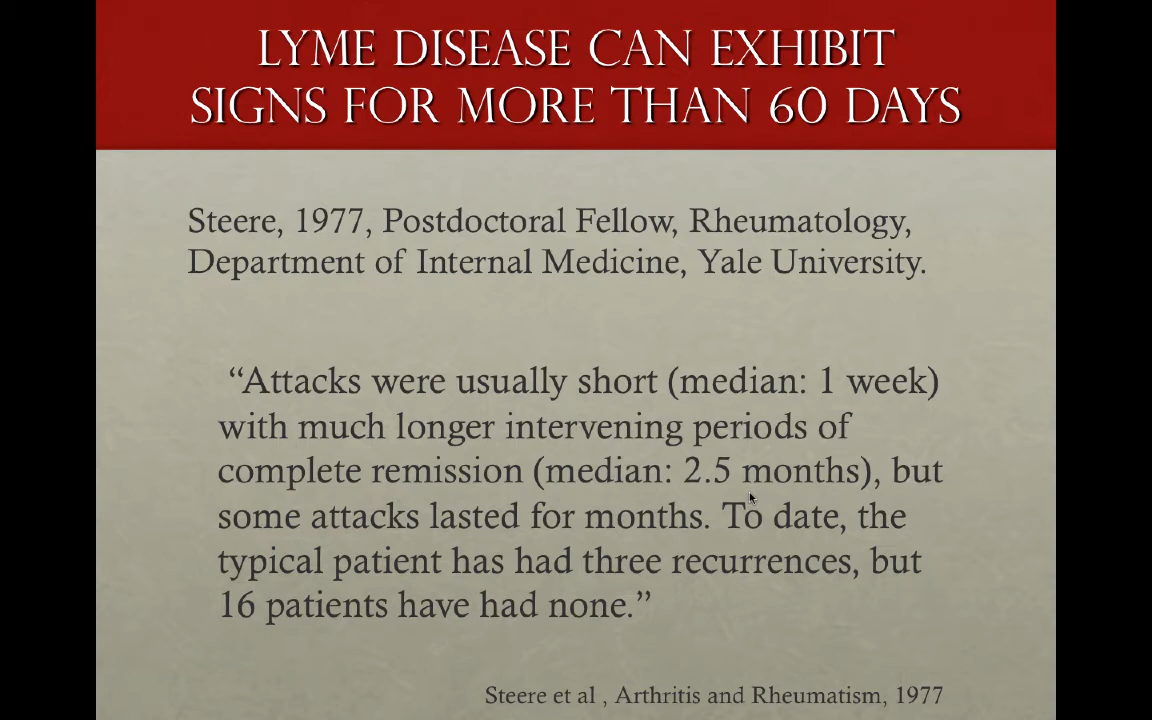 LYME DISEASE CAN EXHIBIT
SIGNS FOR MORE THAN 60 DAYS
Steere, 1977, Postdoctoral Fellow, Rheumatology,
Department of Internal Medicine, Yale University.
“Attacks were usually short (median: 1 week)
with much longer intervening periods of
complete remission (median: 2.5 months), but
some attacks lasted for months. To date, the
typical patient has had three recurrences, but
16 patients have had none.”
Steere et al , Arthritis and Rheumatism, 1977